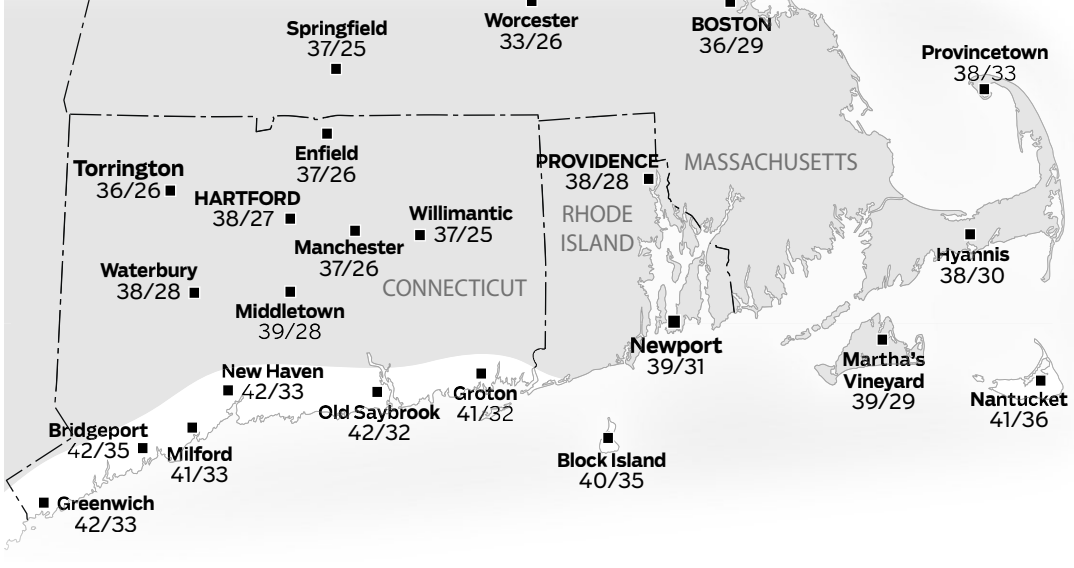 Springfield
37/25
Worcester
33/26
BOSTON
36/29
Provincetown
38/33
Enfield
37/26
Torrington
36/26
HARTFORD
38/27
Manchester
37/26
Willimantic
37/25
PROVIDENCE
38/28
MASSACHUSETTS
RHODE
ISLAND
CONNECTICUT
Hyannis
38/30
Waterbury
38/28
Middletown
39/28
Newport
39/31
Martha's
Vineyard
39/29
Nantucket
41/36
New Haven
42/33
Old Saybrook
42/32
Groton
41/32
Bridgeport
42/35
Milford
41/33
Block Island
40/35
Greenwich
42/33